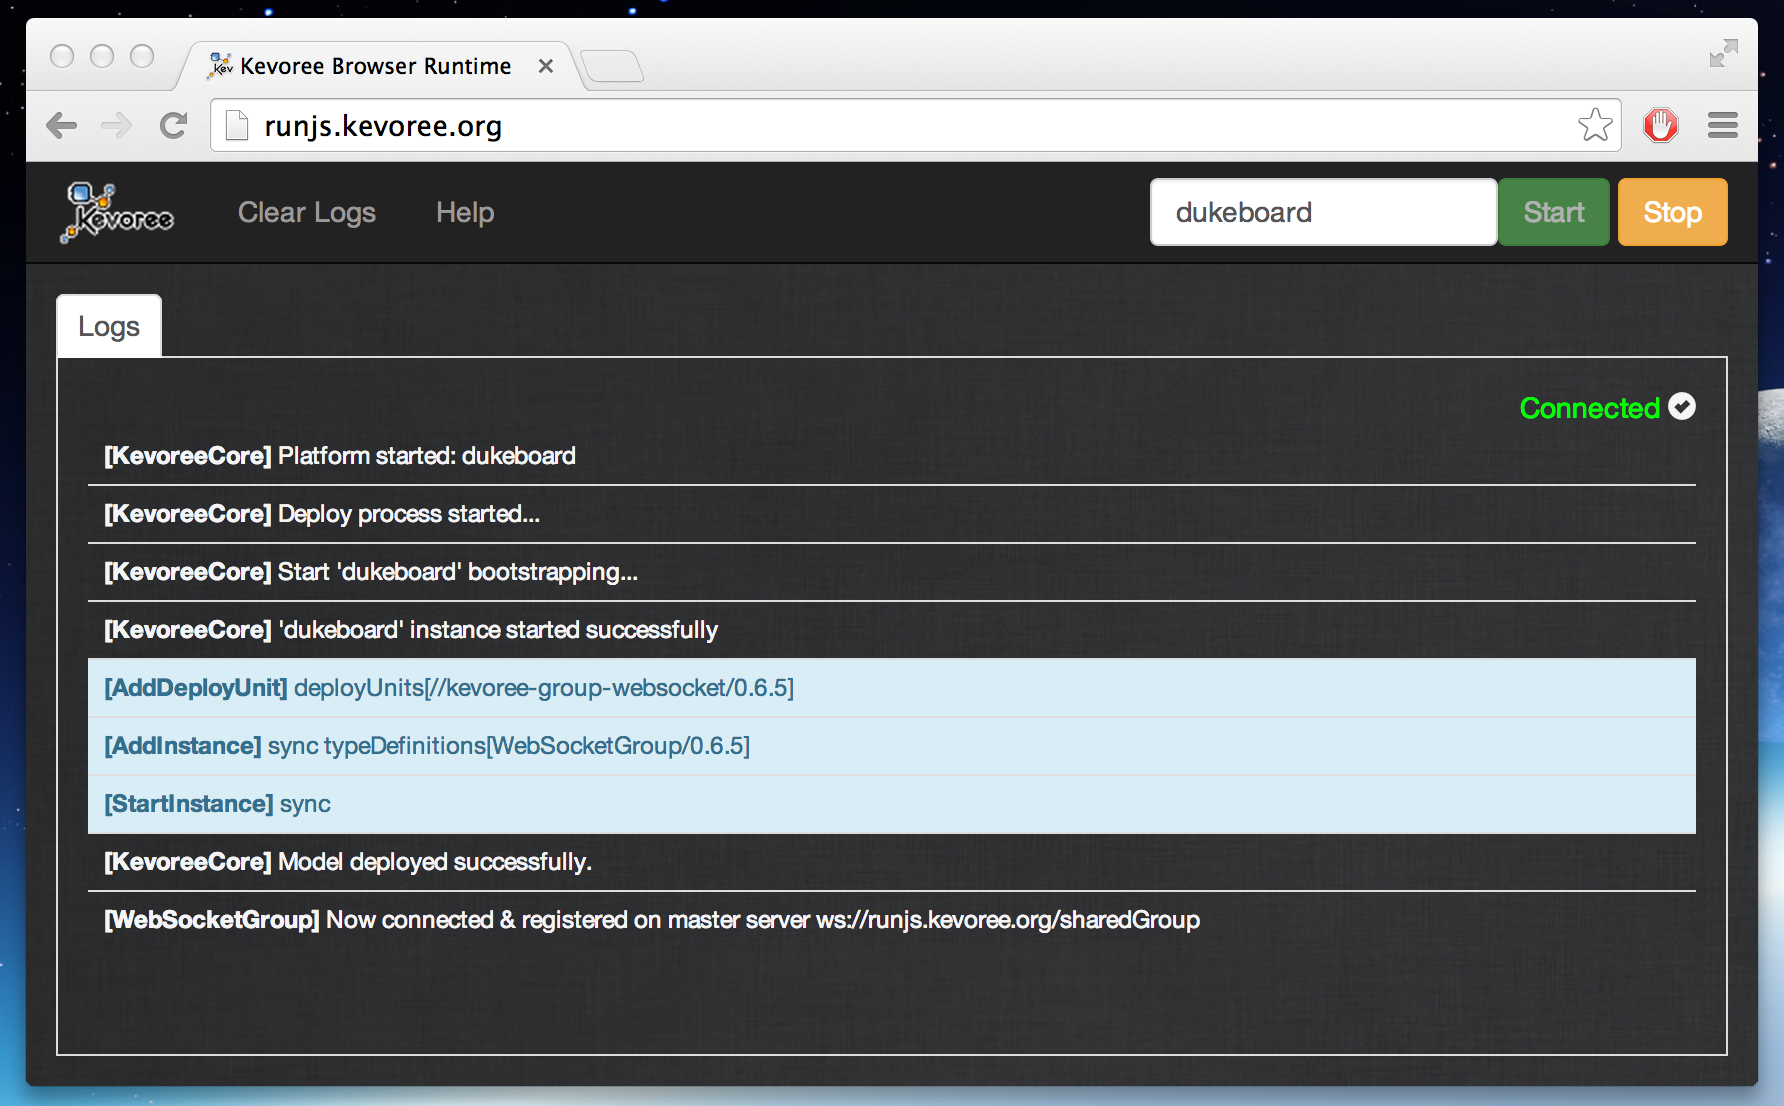 Kevoree Browser Runtime
runjs.kevoree.org
Kevoree
Clear Logs
Help
dukeboard
Start
Stop
Logs
Connected
[KevoreeCore] Platform started: dukeboard
[KevoreeCore] Deploy process started...
[KevoreeCore] Start 'dukeboard' bootstrapping...
[KevoreeCore] 'dukeboard' instance started successfully
[AddDeployUnit] deployUnits[//kevoree-group-websocket/0.6.5]
[AddInstance] sync typeDefinitions[WebSocketGroup/0.6.5]
[StartInstance] sync
[KevoreeCore] Model deployed successfully.
[WebSocketGroup] Now connected & registered on master server ws://runjs.kevoree.org/sharedGroup